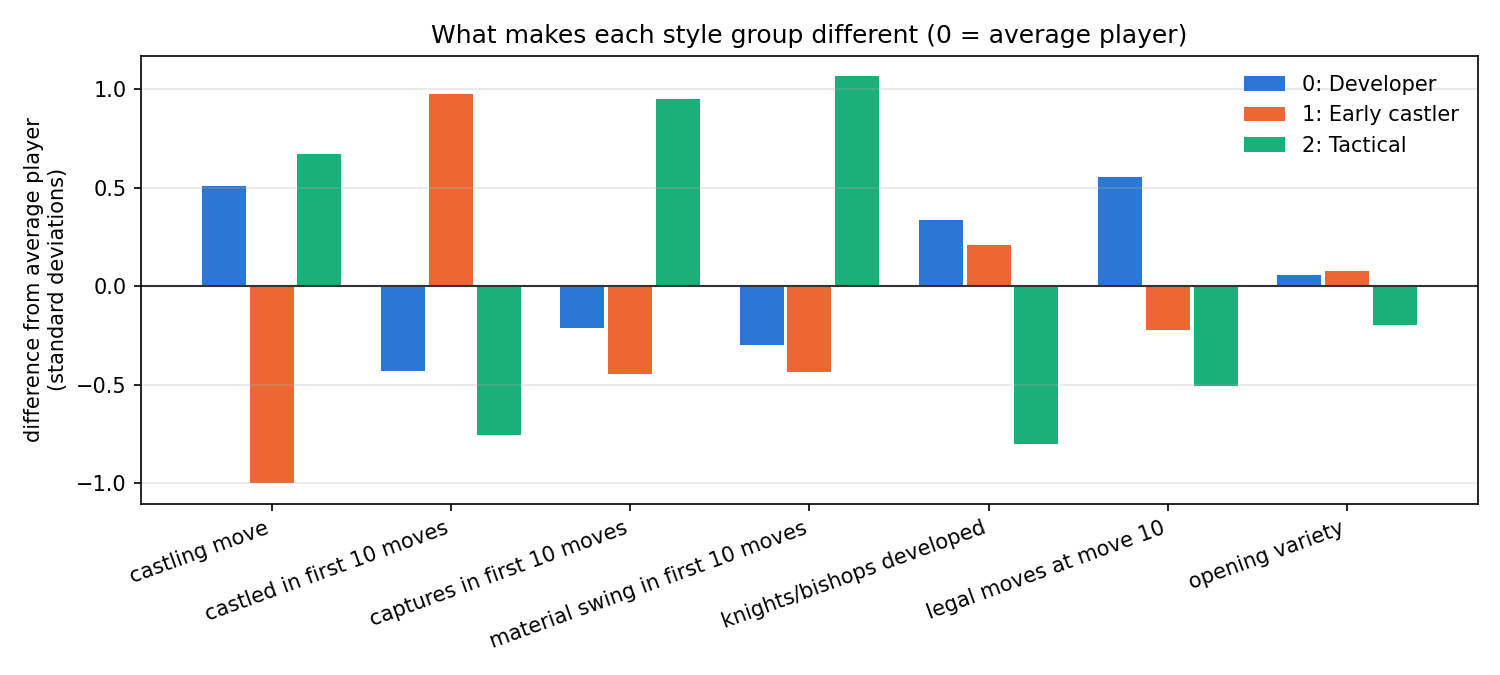 What makes each style group different (0 = average player)
difference from average player
(standard deviations)
1.0
0.5
0.0
−0.5
−1.0
0: Developer
1: Early castler
2: Tactical
castling move
castled in first 10 moves
captures in first 10 moves
material swing in first 10 moves
knights/bishops developed
legal moves at move 10
opening variety